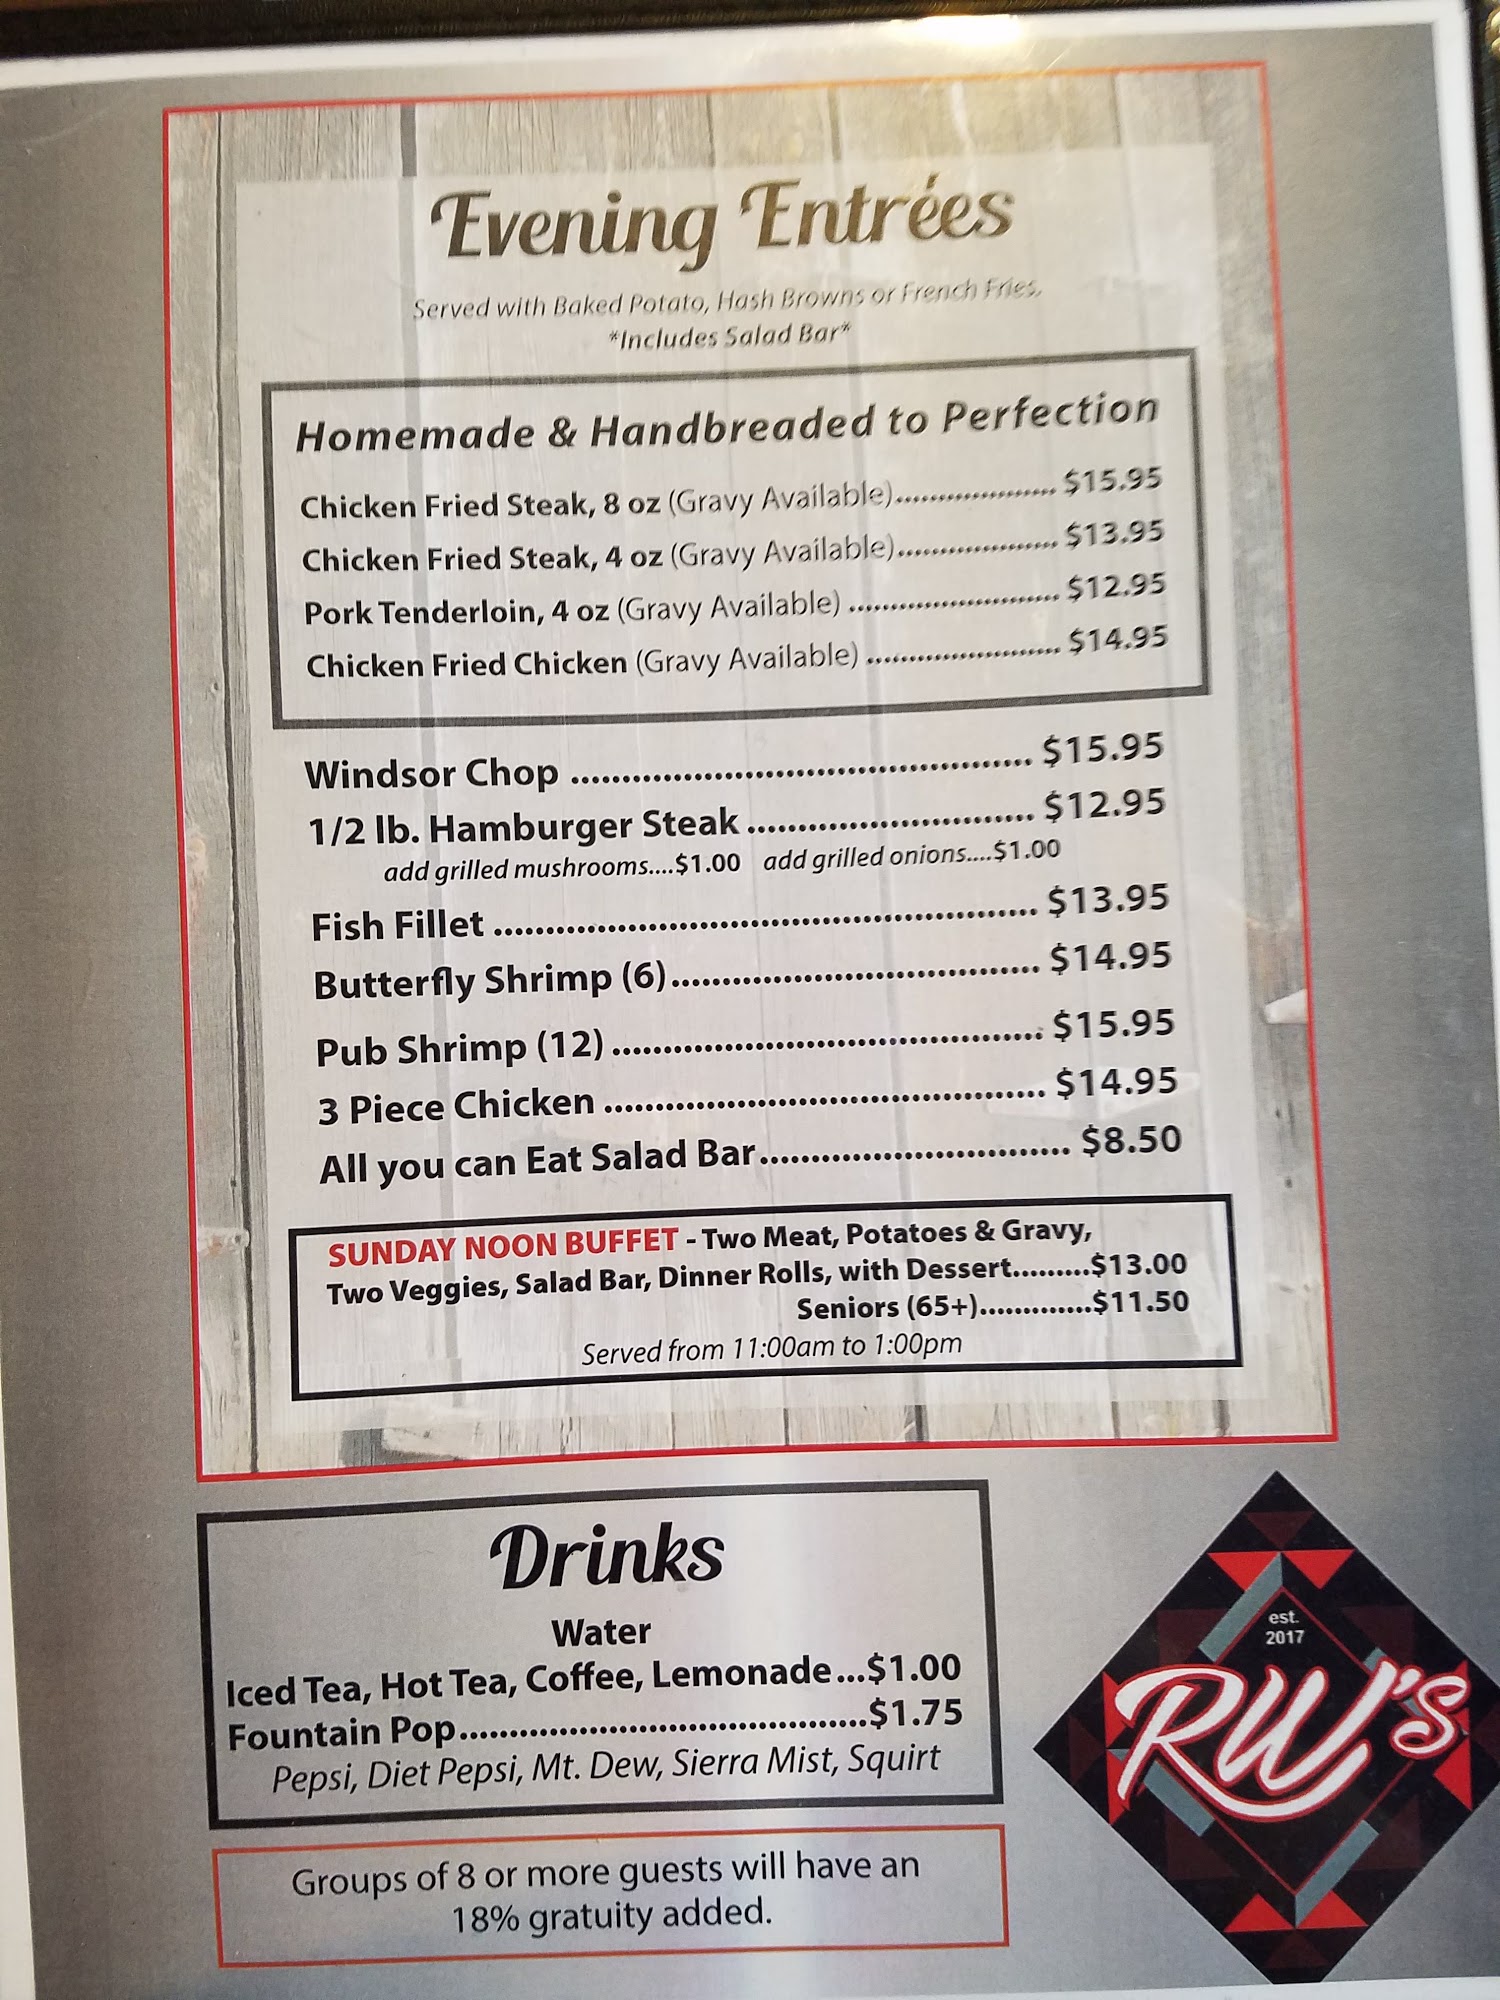 Evening Entrées
Served with Baked Potato, Hash Browns or French Fries.
*Includes Salad Bar*
Homemade & Handbreaded to Perfection
Chicken Fried Steak, 8 oz (Gravy Available)..................... $15.95
Chicken Fried Steak, 4 oz (Gravy Available)..................... $13.95
Pork Tenderloin, 4 oz (Gravy Available) ........................... $12.95
Chicken Fried Chicken (Gravy Available) ......................... $14.95
Windsor Chop ............................................. $15.95
1/2 lb. Hamburger Steak ............................ $12.95
add grilled mushrooms....$1.00 add grilled onions....$1.00
Fish Fillet ..................................................... $13.95
Butterfly Shrimp (6).................................... $14.95
Pub Shrimp (12) .......................................... $15.95
3 Piece Chicken ........................................... $14.95
All you can Eat Salad Bar.............................. $8.50
SUNDAY NOON BUFFET - Two Meat, Potatoes & Gravy,
Two Veggies, Salad Bar, Dinner Rolls, with Dessert.........$13.00
Seniors (65+).............$11.50
Served from 11:00am to 1:00pm
Drinks
Water
Iced Tea, Hot Tea, Coffee, Lemonade...$1.00
Fountain Pop.........................................$1.75
Pepsi, Diet Pepsi, Mt. Dew, Sierra Mist, Squirt
est.
2017
RW's
Groups of 8 or more guests will have an
18% gratuity added.